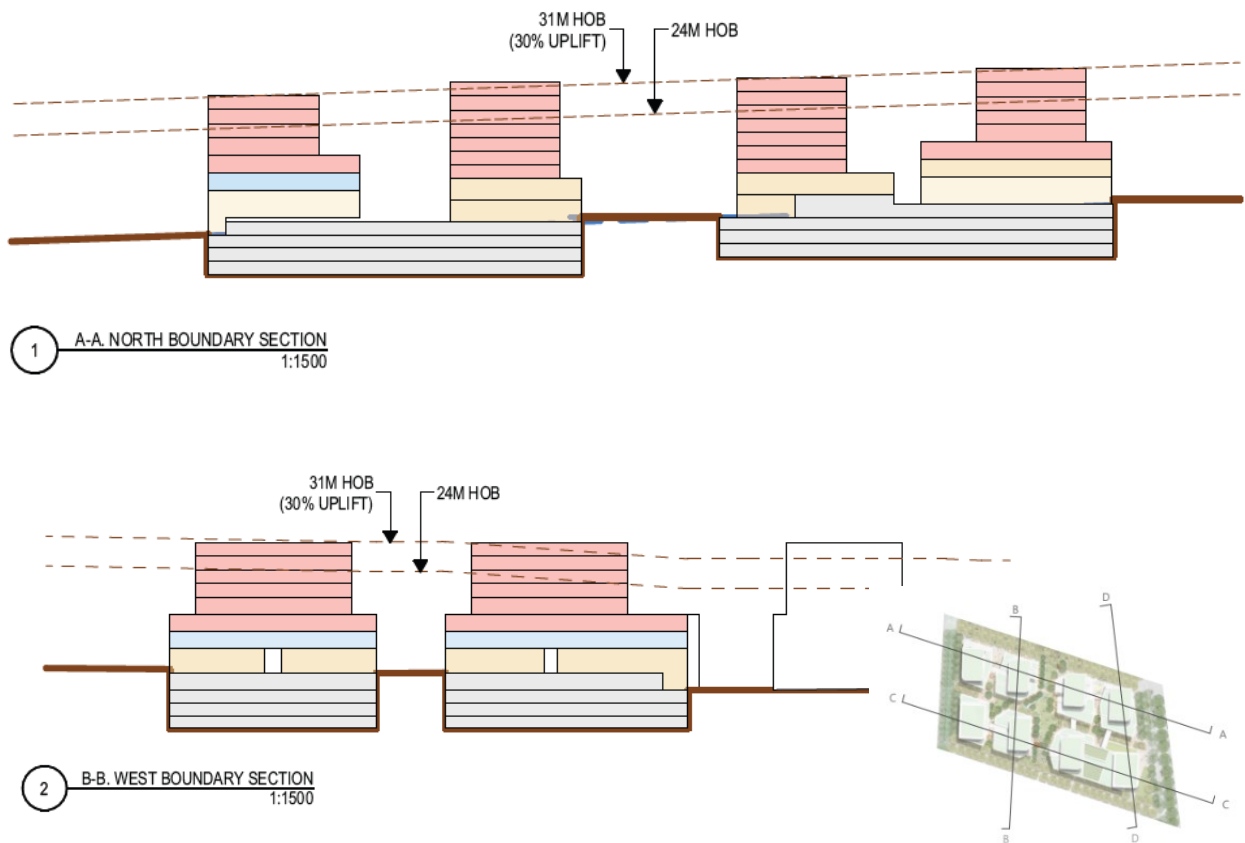 31M HOB
(30% UPLIFT)
24M HOB
1
A-A. NORTH BOUNDARY SECTION
1:1500
31M HOB
(30% UPLIFT)
24M HOB
2
B-B. WEST BOUNDARY SECTION
1:1500
B
D
A
C
A
C
B
D